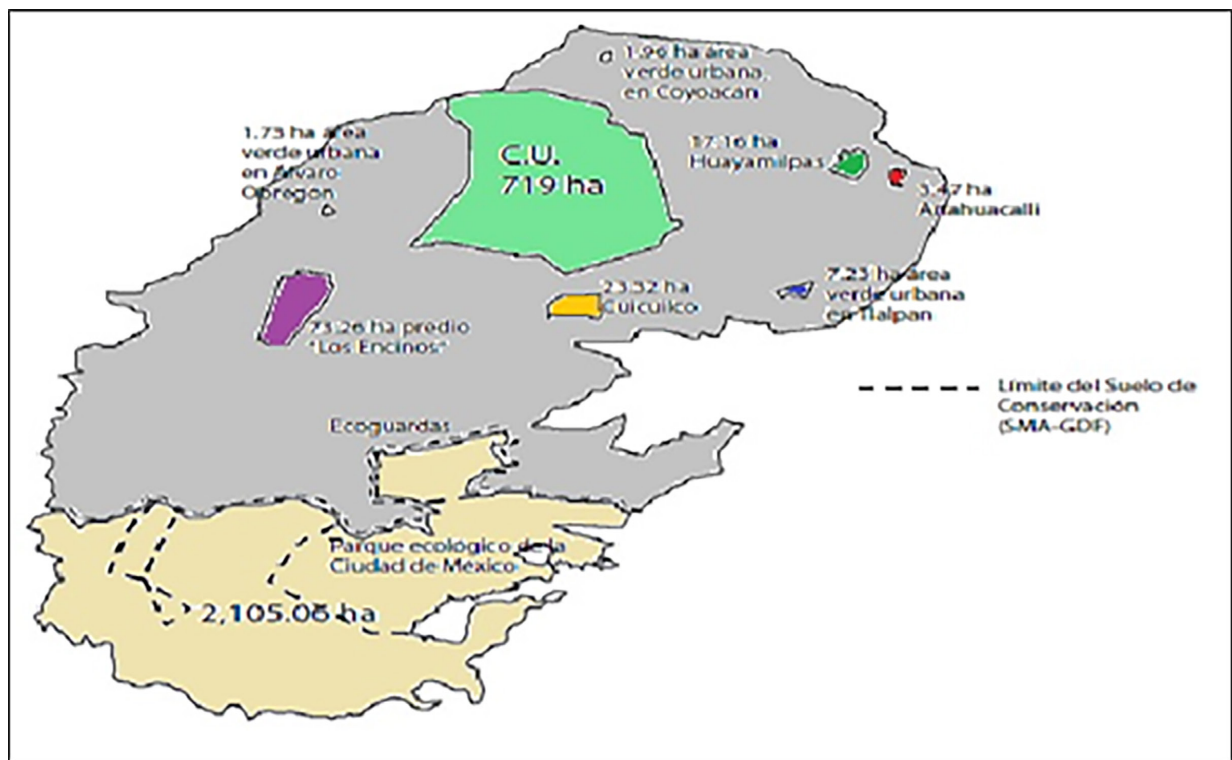 1.96 ha área
verde urbana,
en Coyoacán
1.73 ha área
verde urbana
en Álvaro
Obregón
C.U.
719 ha
17.16 ha
Huayamilpas
3.47 ha
Anahuacalli
7.23 ha área
verde urbana
en Tlalpan
23.32 ha
Cuicuilco
73.26 ha predio
"Los Encinos"
Límite del Suelo de
Conservación
(SMA-GDF)
Ecoguardas
Parque ecológico de la
Ciudad de México
2,105.06 ha